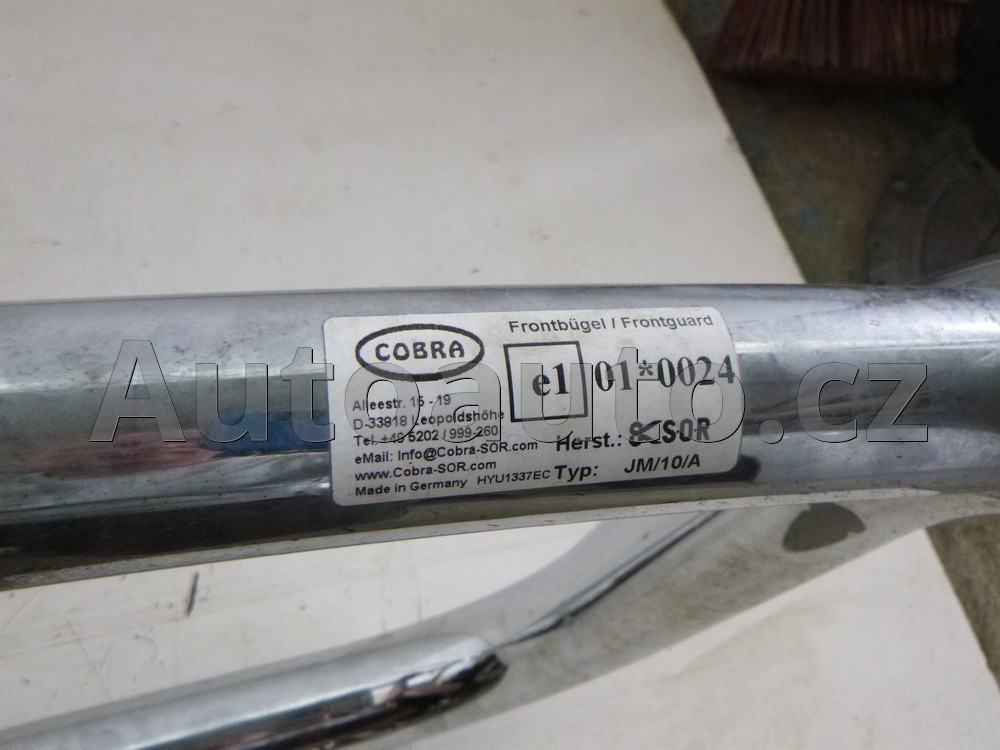 COBRA
Alleestr. 15 - 19
D-33818 Leopoldshöhe
Tel. +49 5202 / 999-260
eMail: Info@Cobra-SOR.com
www.Cobra-SOR.com
Made in Germany HYU1337EC
Frontbügel / Frontguard
e1 01*0024
Herst.: SOR
Typ: JM/10/A
Autoauto.cz